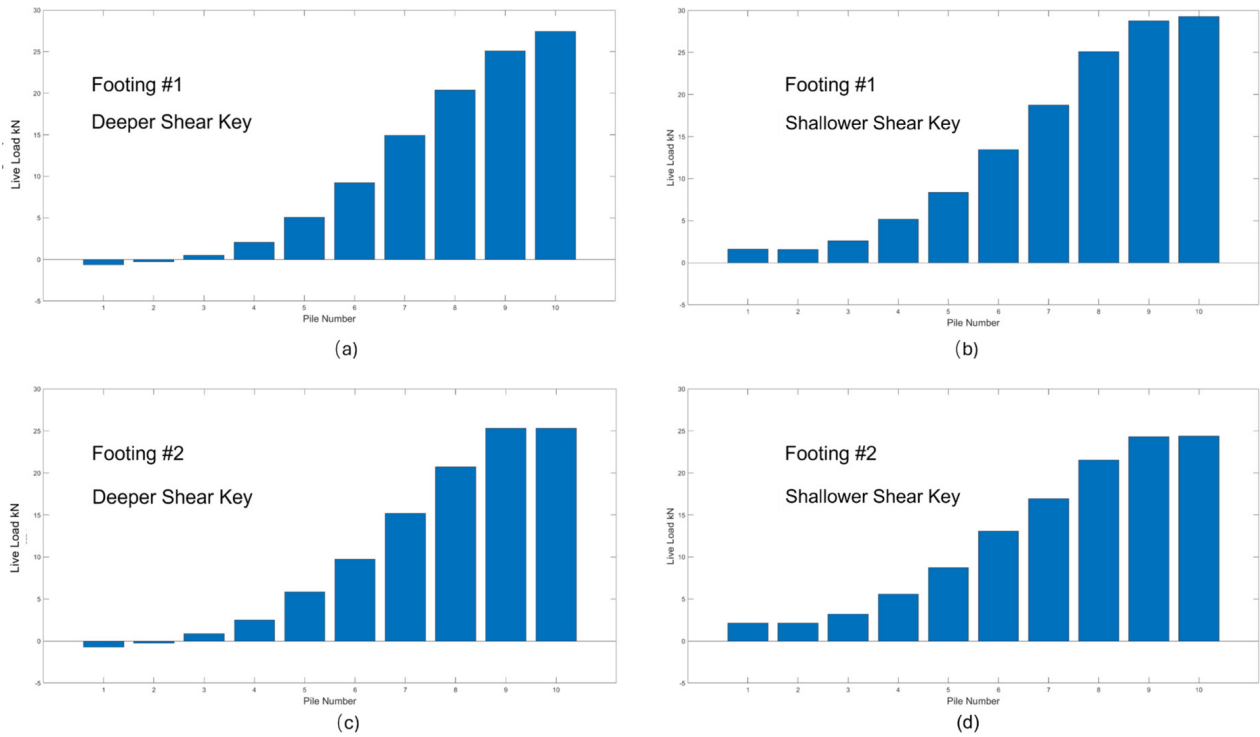 30
25
20
15
10
5
0
-5
Live Load kN
Footing #1
Deeper Shear Key
1 2 3 4 5 6 7 8 9 10
Pile Number
(a)
30
25
20
15
10
5
0
-5
Live Load kN
Footing #1
Shallower Shear Key
1 2 3 4 5 6 7 8 9 10
Pile Number
(b)
30
25
20
15
10
5
0
-5
Live Load kN
Footing #2
Deeper Shear Key
1 2 3 4 5 6 7 8 9 10
Pile Number
(c)
30
25
20
15
10
5
0
-5
Live Load kN
Footing #2
Shallower Shear Key
1 2 3 4 5 6 7 8 9 10
Pile Number
(d)